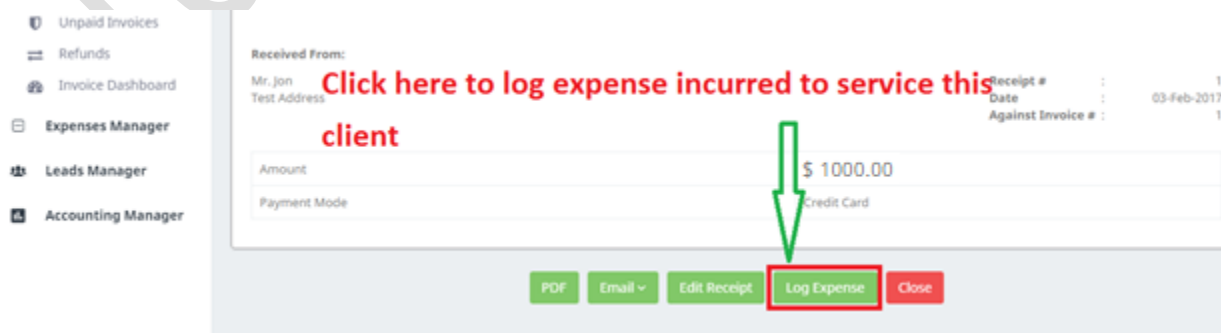 Unpaid Invoices
Refunds
Invoice Dashboard
Expenses Manager
Leads Manager
Accounting Manager
Received From:
Mr. Jon
Test Address
Click here to log expense incurred to service this
client
Receipt # : 1
Date : 03-Feb-2017
Against Invoice # : 1
Amount $ 1000.00
Payment Mode Credit Card
PDF Email Edit Receipt Log Expense Close